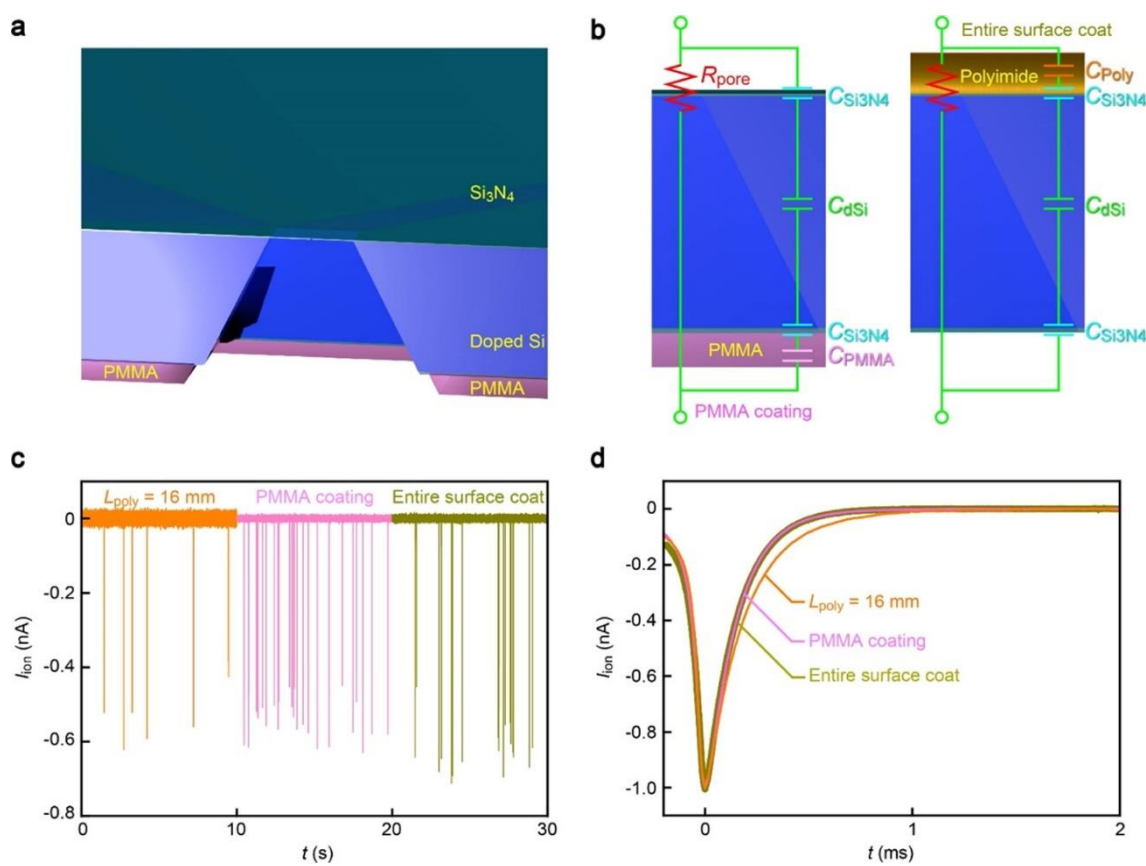 a
Si3N4
Doped Si
PMMA
PMMA
b
Entire surface coat
Rpore
CSi3N4
CdSi
CSi3N4
PMMA
CPMMA
PMMA coating
Polyimide
CPoly
CSi3N4
CdSi
CSi3N4
c
Lpoly = 16 mm
PMMA coating
Entire surface coat
0
-0.2
-0.4
-0.6
-0.8
Iion (nA)
0
10
20
30
t (s)
d
0
-0.2
-0.4
-0.6
-0.8
-1.0
Iion (nA)
Lpoly = 16 mm
PMMA coating
Entire surface coat
0
1
2
t (ms)